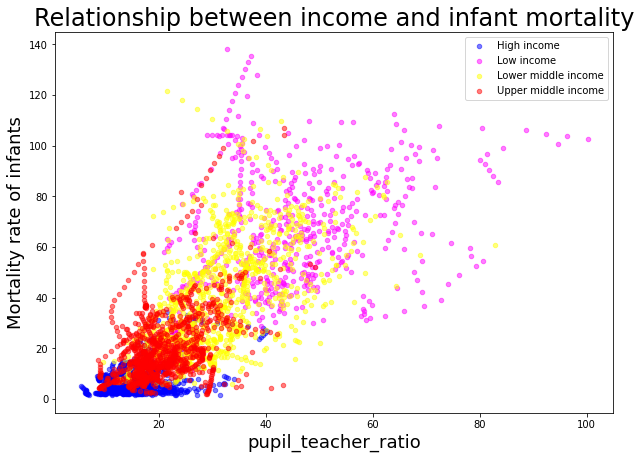 Relationship between income and infant mortality
High income
Low income
Lower middle income
Upper middle income
Mortality rate of infants
140
120
100
80
60
40
20
0
20
40
60
80
100
pupil_teacher_ratio